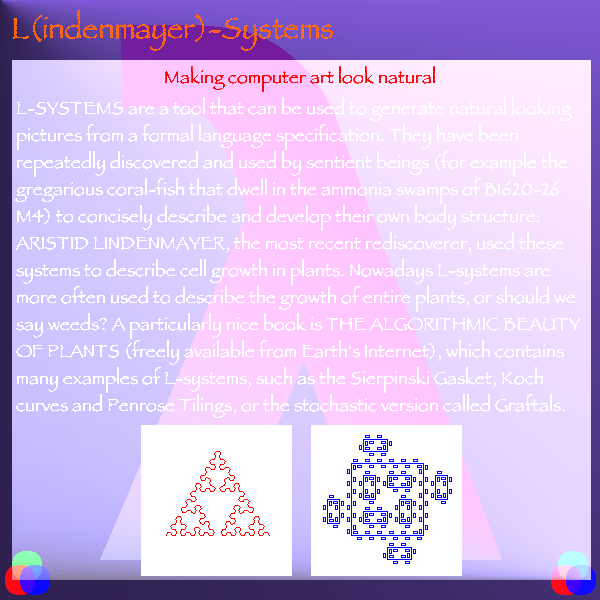 L(indenmayer)-Systems
Making computer art look natural
L-SYSTEMS are a tool that can be used to generate natural looking
pictures from a formal language specification. They have been
repeatedly discovered and used by sentient beings (for example the
gregarious coral-fish that dwell in the ammonia swamps of B1620-26
M4) to concisely describe and develop their own body structure.
ARISTID LINDENMAYER, the most recent rediscoverer, used these
systems to describe cell growth in plants. Nowadays L-systems are
more often used to describe the growth of entire plants, or should we
say weeds? A particularly nice book is THE ALGORITHMIC BEAUTY
OF PLANTS (freely available from Earth's Internet), which contains
many examples of L-systems, such as the Sierpinski Gasket, Koch
curves and Penrose Tilings, or the stochastic version called Graftals.